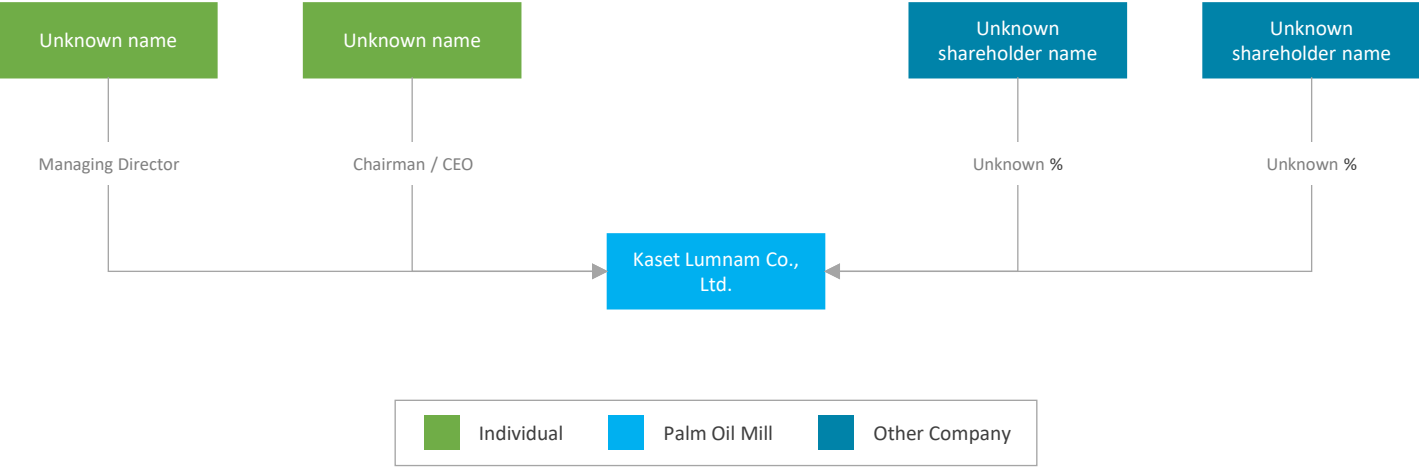 Unknown name
Unknown name
Unknown
shareholder name
Unknown
shareholder name
Managing Director
Chairman / CEO
Unknown %
Unknown %
Kaset Lumnam Co.,
Ltd.
Individual
Palm Oil Mill
Other Company